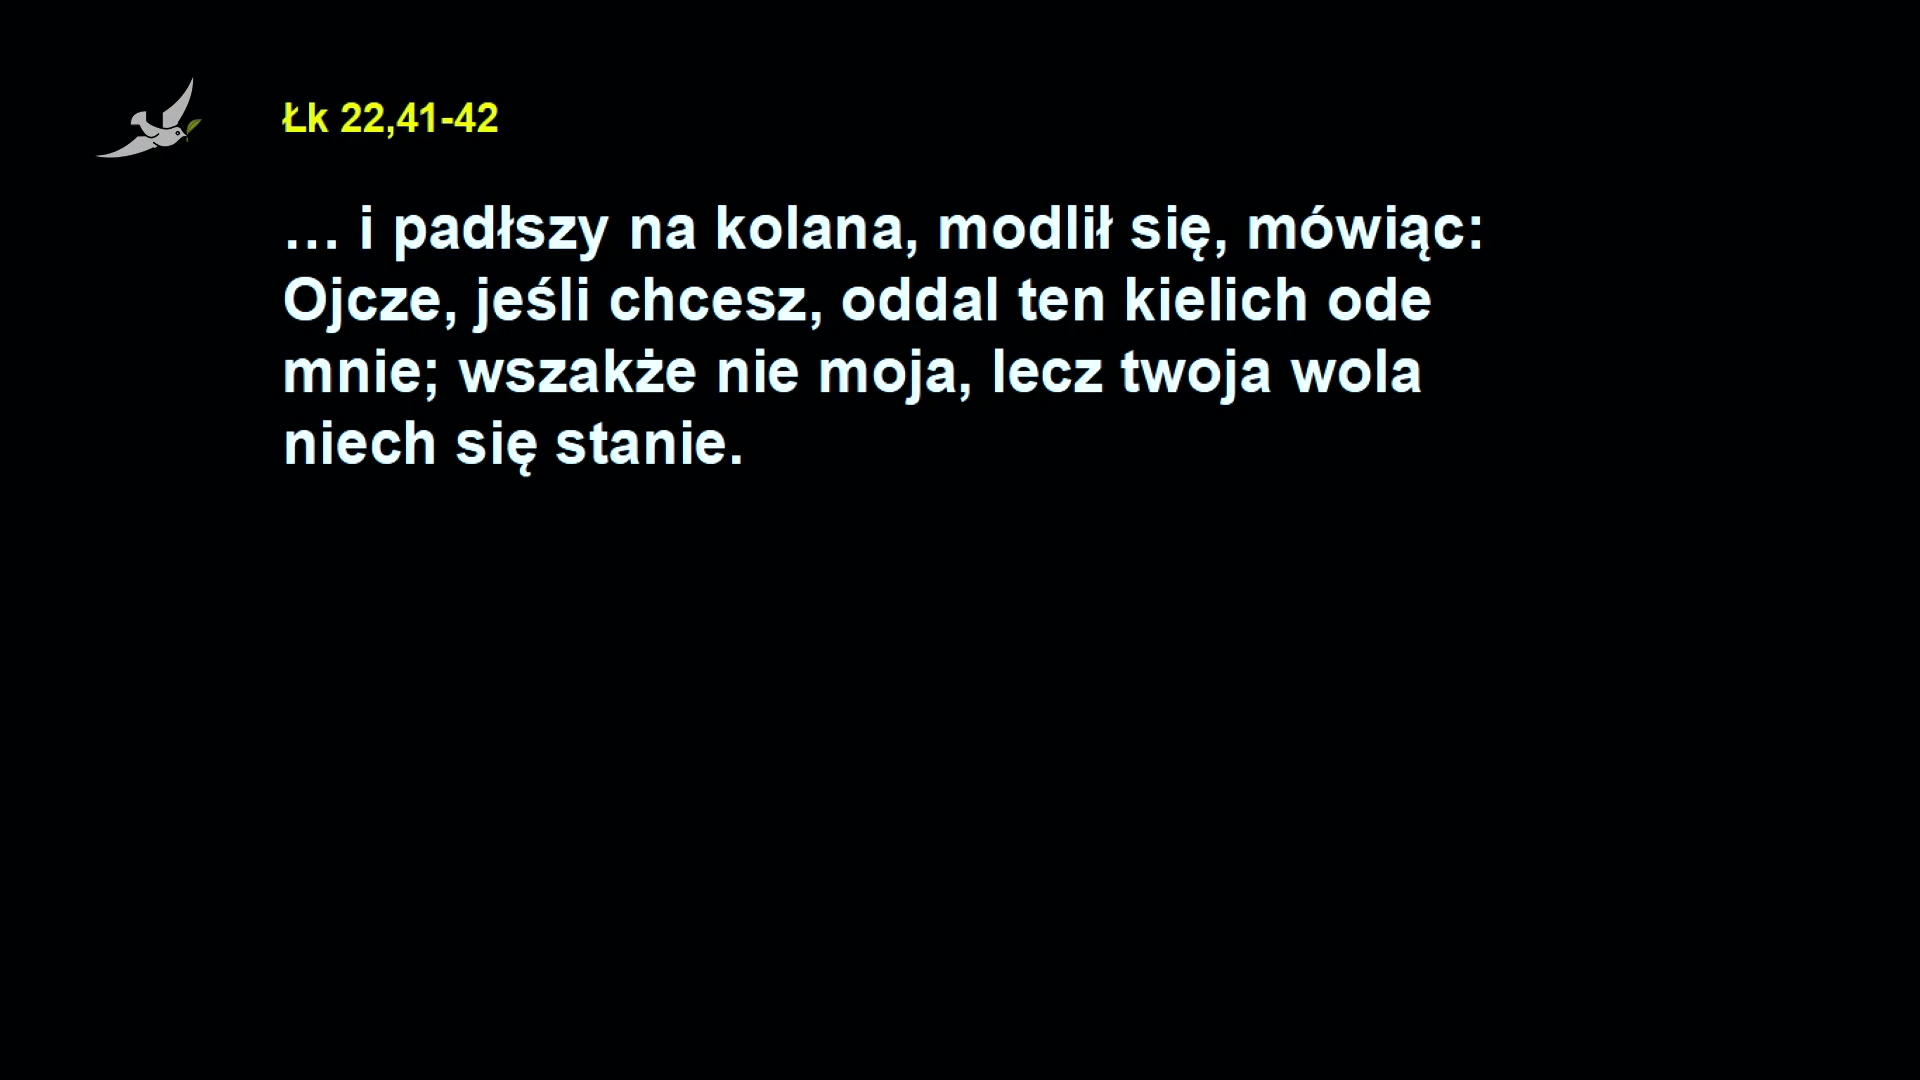 Łk 22,41-42
… i padłszy na kolana, modlił się, mówiąc:
Ojcze, jeśli chcesz, oddal ten kielich ode
mnie; wszakże nie moja, lecz twoja wola
niech się stanie.